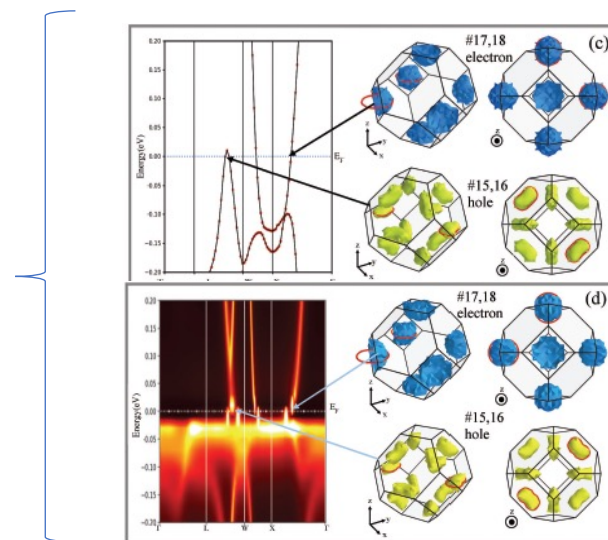 (c)
#17,18
electron
0.20
0.15
0.10
0.05
0.00
−0.05
−0.10
−0.15
−0.20
Energy(eV)
E_F
z
y
x
z
#15,16
hole
z
y
x
z
(d)
#17,18
electron
0.20
0.15
0.10
0.05
0.00
−0.05
−0.10
−0.15
−0.20
Energy(eV)
E_F
z
y
x
z
#15,16
hole
z
y
x
z
Γ L W X Γ